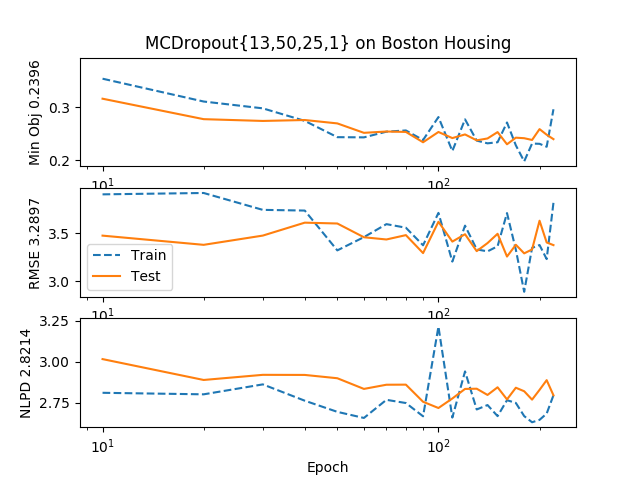 MCDropout{13,50,25,1} on Boston Housing
Min Obj 0.2396
0.3
0.2
10¹
10²
RMSE 3.2897
3.5
3.0
Train
Test
10¹
10²
NLPD 2.8214
3.25
3.00
2.75
10¹
10²
Epoch